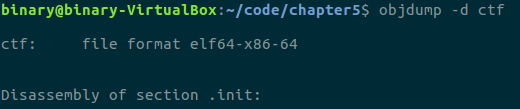 binary@binary-VirtualBox:~/code/chapter5$ objdump -d ctf
ctf:     file format elf64-x86-64
Disassembly of section .init: